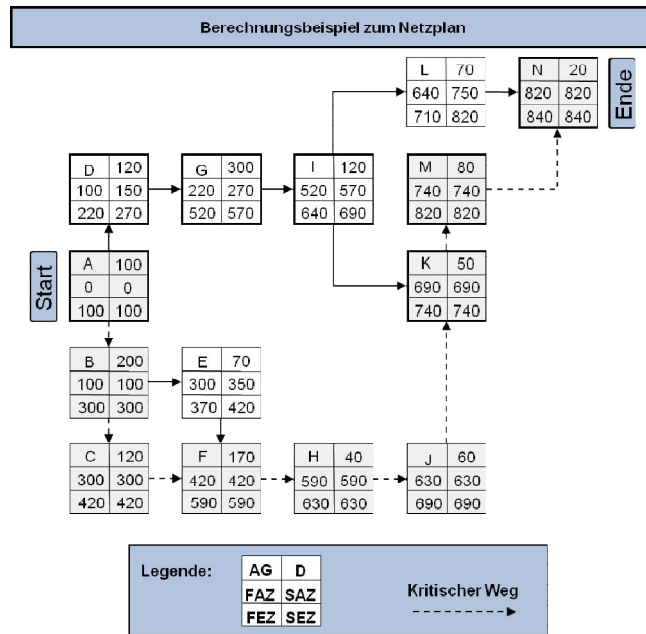 Berechnungsbeispiel zum Netzplan
L 70
640 750
710 820
N 20
820 820
840 840
Ende
D 120
100 150
220 270
G 300
220 270
520 570
I 120
520 570
640 690
M 80
740 740
820 820
Start
A 100
0 0
100 100
K 50
690 690
740 740
B 200
100 100
300 300
E 70
300 350
370 420
C 120
300 300
420 420
F 170
420 420
590 590
H 40
590 590
630 630
J 60
630 630
690 690
Legende:
AG D
FAZ SAZ
FEZ SEZ
Kritischer Weg